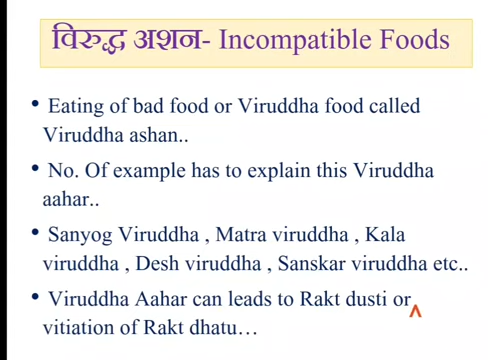 विरुद्ध अशन- Incompatible Foods
• Eating of bad food or Viruddha food called
Viruddha ashan..
• No. Of example has to explain this Viruddha
aahar..
• Sanyog Viruddha , Matra viruddha , Kala
viruddha , Desh viruddha , Sanskar viruddha etc..
• Viruddha Aahar can leads to Rakt dusti or
vitiation of Rakt dhatu…